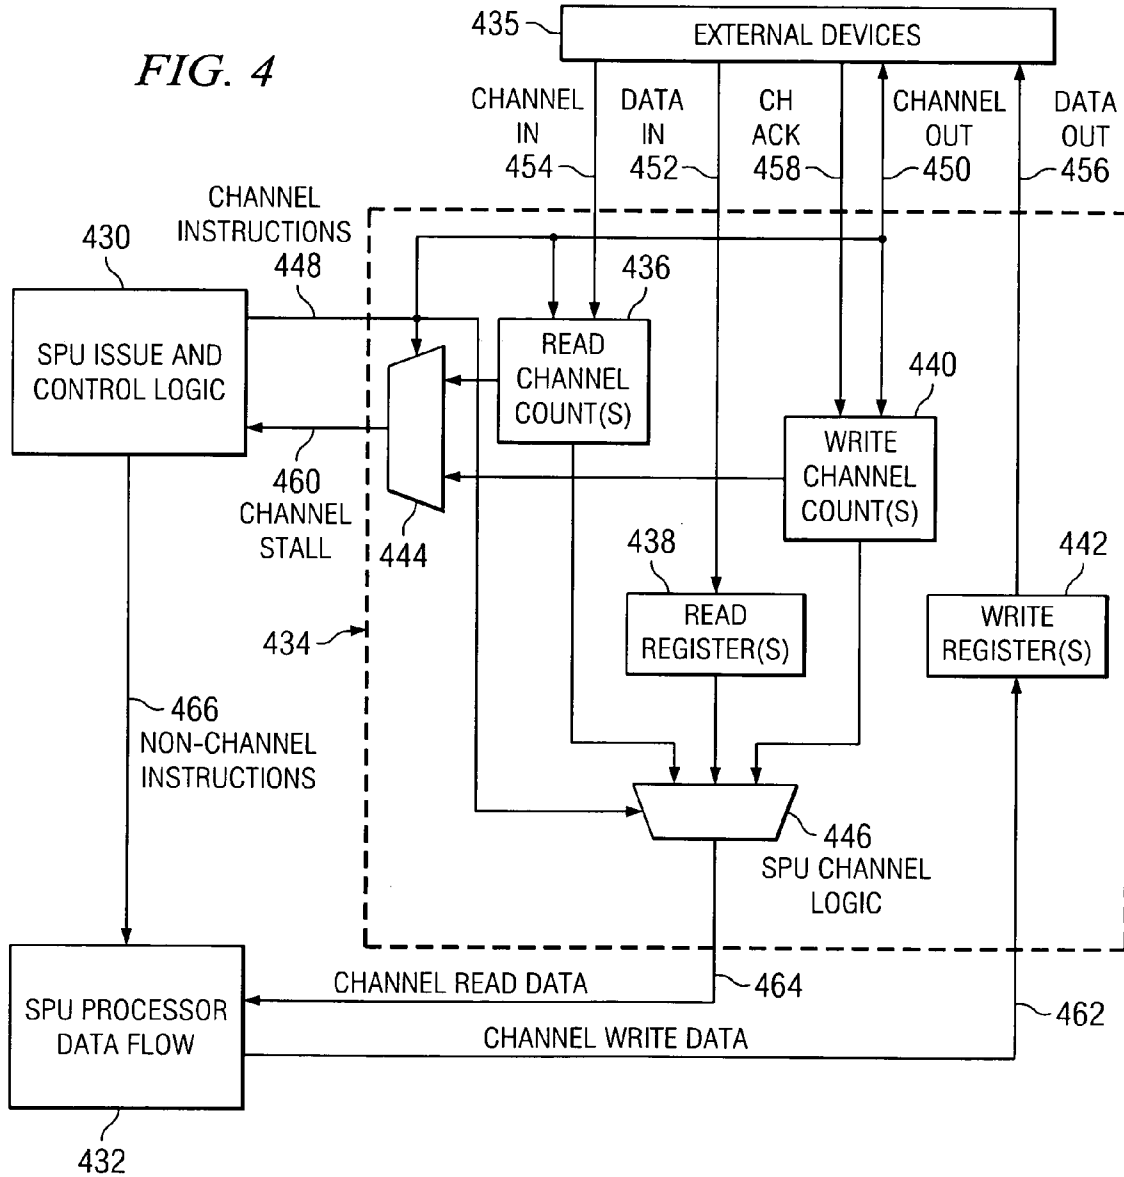 FIG. 4
435
EXTERNAL DEVICES
CHANNEL
IN
454
DATA
IN
452
CH
ACK
458
CHANNEL
OUT
450
DATA
OUT
456
CHANNEL
INSTRUCTIONS
448
430
SPU ISSUE AND
CONTROL LOGIC
436
READ
CHANNEL
COUNT(S)
440
WRITE
CHANNEL
COUNT(S)
460
CHANNEL
STALL
444
438
READ
REGISTER(S)
442
WRITE
REGISTER(S)
434
466
NON-CHANNEL
INSTRUCTIONS
446
SPU CHANNEL
LOGIC
CHANNEL READ DATA
464
SPU PROCESSOR
DATA FLOW
CHANNEL WRITE DATA
462
432